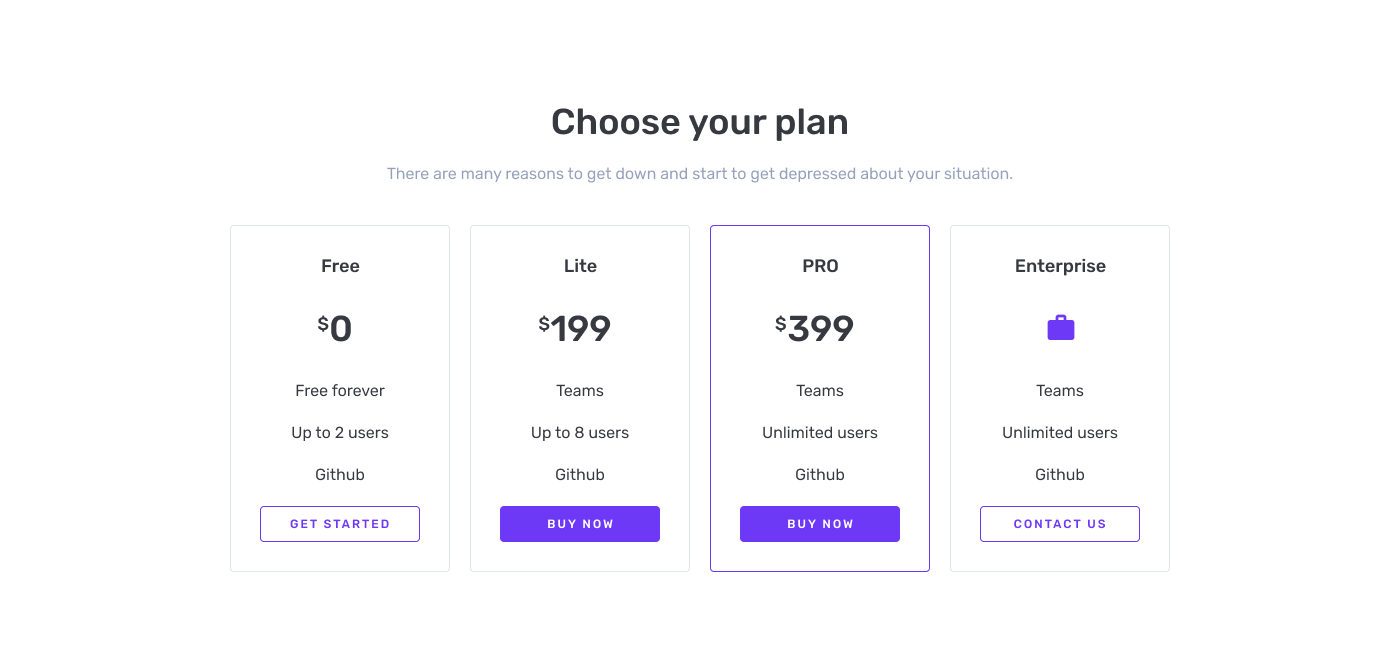 Choose your plan
There are many reasons to get down and start to get depressed about your situation.
Free
$0
Free forever
Up to 2 users
Github
GET STARTED
Lite
$199
Teams
Up to 8 users
Github
BUY NOW
PRO
$399
Teams
Unlimited users
Github
BUY NOW
Enterprise
Teams
Unlimited users
Github
CONTACT US